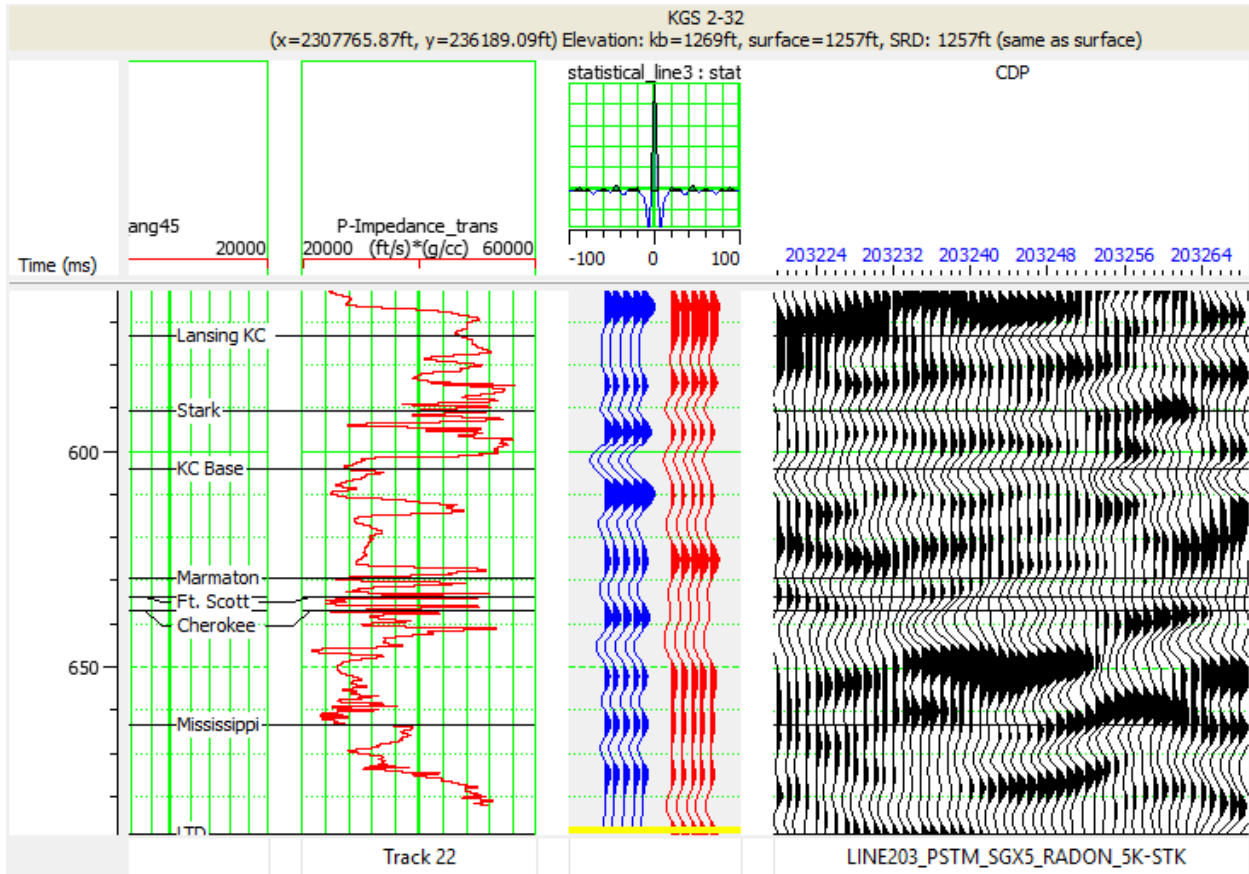 KGS 2-32
(x=2307765.87ft, y=236189.09ft) Elevation: kb=1269ft, surface=1257ft, SRD: 1257ft (same as surface)
statistical_line3 : stat
CDP
ang45
P-Impedance_trans
20000
20000 (ft/s)*(g/cc) 60000
-100 0 100
203224 203232 203240 203248 203256 203264
Time (ms)
Lansing KC
Stark
600
KC Base
Marmaton
Ft. Scott
Cherokee
650
Mississippi
LTD
Track 22
LINE203_PSTM_SGX5_RADON_5K-STK